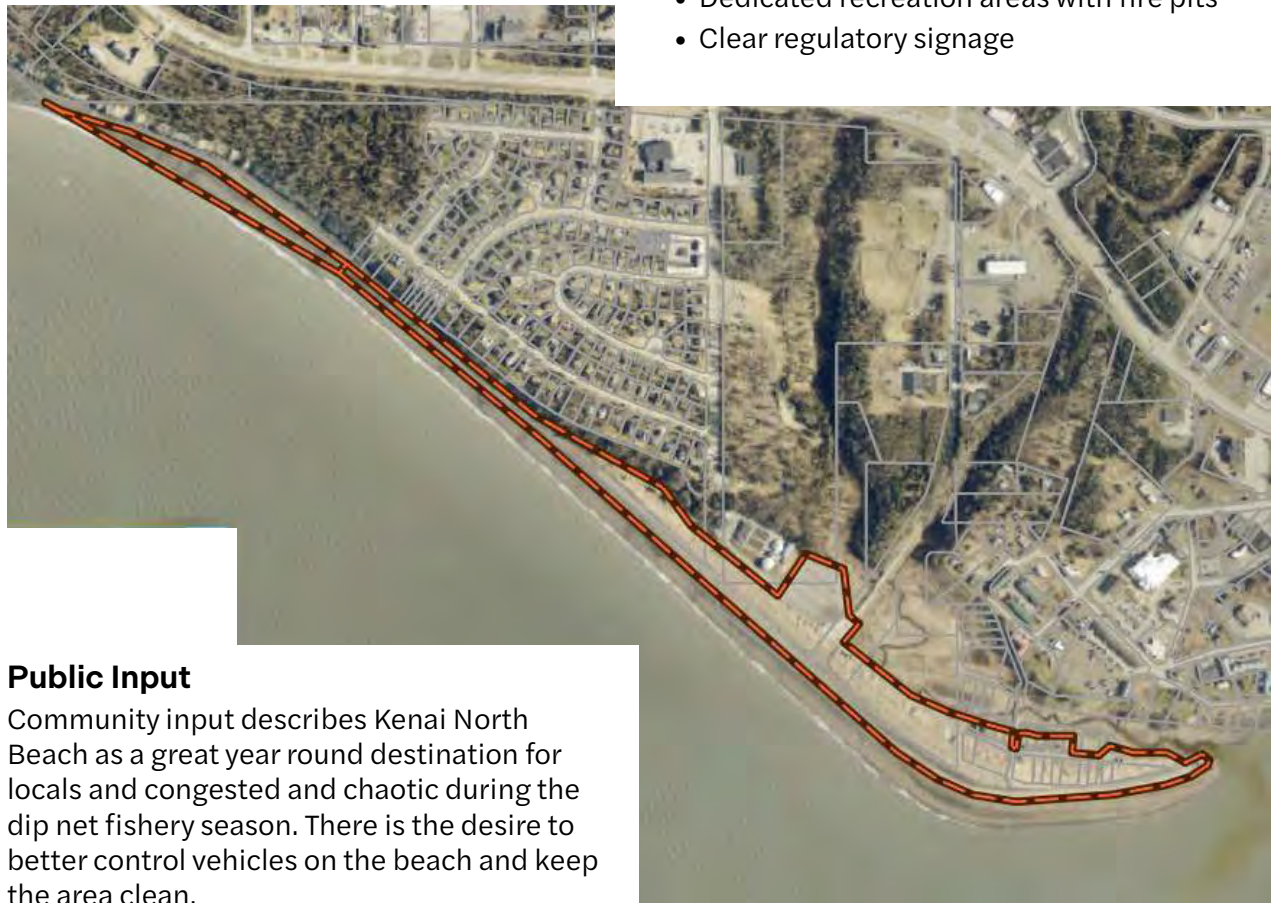 • Dedicated recreation areas with fire pits
• Clear regulatory signage
Public Input
Community input describes Kenai North
Beach as a great year round destination for
locals and congested and chaotic during the
dip net fishery season. There is the desire to
better control vehicles on the beach and keep
the area clean.